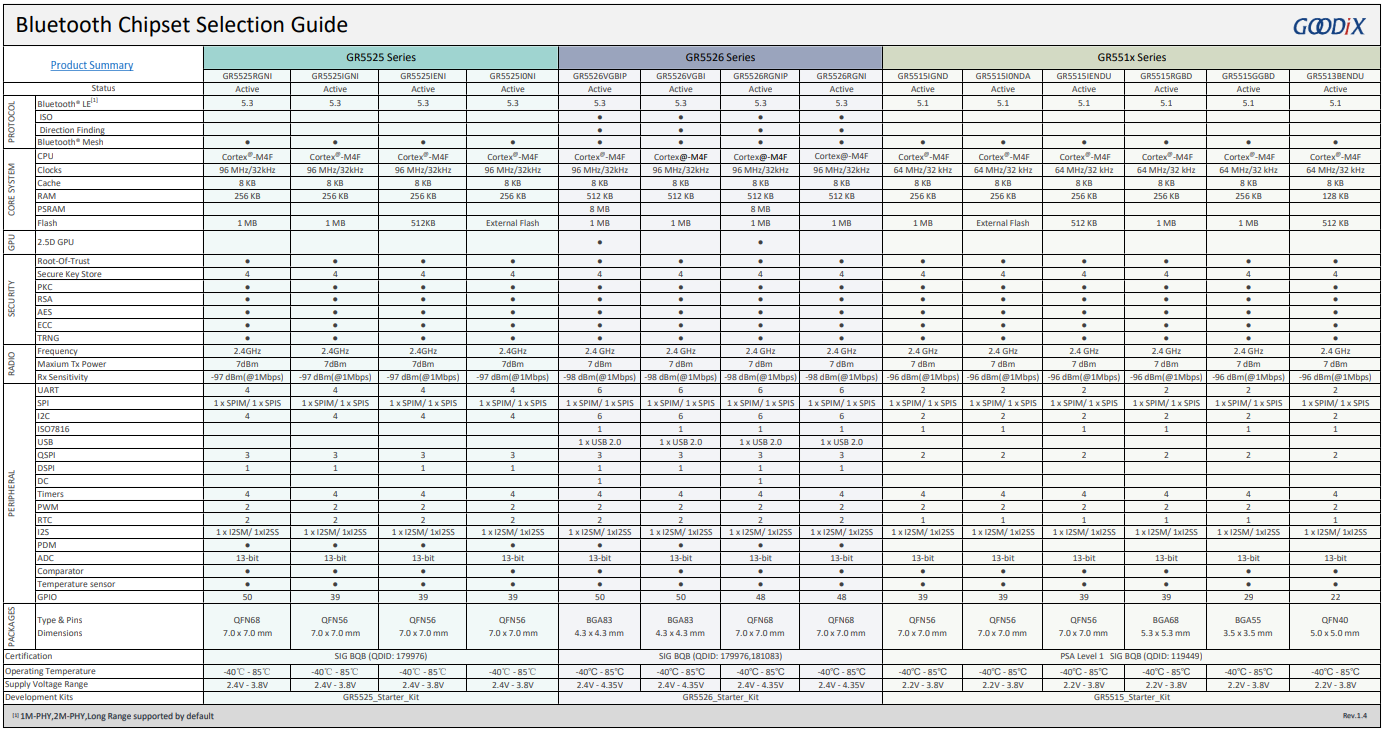 Bluetooth Chipset Selection Guide
GOODiX
Product Summary GR5525 Series GR5526 Series GR551x Series
GR5525RGNI GR5525IGNI GR5525IENI GR5525I0NI GR5526VGBIP GR5526VGBI GR5526RGNIP GR5526RGNI GR5515IGND GR5515I0NDA GR5515IENDU GR5515RGBD GR5515GGBD GR5513BENDU
Status Active Active Active Active Active Active Active Active Active Active Active Active Active Active
PROTOCOL
Bluetooth® LE[1] 5.3 5.3 5.3 5.3 5.3 5.3 5.3 5.3 5.1 5.1 5.1 5.1 5.1 5.1
ISO ● ● ● ●
Direction Finding ● ● ● ●
Bluetooth® Mesh ● ● ● ● ● ● ● ● ● ● ● ● ● ●
CORE SYSTEM
CPU Cortex®-M4F Cortex®-M4F Cortex®-M4F Cortex®-M4F Cortex®-M4F Cortex@-M4F Cortex@-M4F Cortex@-M4F Cortex®-M4F Cortex®-M4F Cortex®-M4F Cortex®-M4F Cortex®-M4F Cortex®-M4F
Clocks 96 MHz/32kHz 96 MHz/32kHz 96 MHz/32kHz 96 MHz/32kHz 96 MHz/32kHz 96 MHz/32kHz 96 MHz/32kHz 96 MHz/32kHz 64 MHz/32 kHz 64 MHz/32 kHz 64 MHz/32 kHz 64 MHz/32 kHz 64 MHz/32 kHz 64 MHz/32 kHz
Cache 8 KB 8 KB 8 KB 8 KB 8 KB 8 KB 8 KB 8 KB 8 KB 8 KB 8 KB 8 KB 8 KB 8 KB
RAM 256 KB 256 KB 256 KB 256 KB 512 KB 512 KB 512 KB 512 KB 256 KB 256 KB 256 KB 256 KB 256 KB 128 KB
PSRAM 8 MB 8 MB
Flash 1 MB 1 MB 512KB External Flash 1 MB 1 MB 1 MB 1 MB 1 MB External Flash 512 KB 1 MB 1 MB 512 KB
GPU
2.5D GPU ● ●
SECURITY
Root-Of-Trust ● ● ● ● ● ● ● ● ● ● ● ● ● ●
Secure Key Store 4 4 4 4 4 4 4 4 4 4 4 4 4 4
PKC ● ● ● ● ● ● ● ● ● ● ● ● ● ●
RSA ● ● ● ● ● ● ● ● ● ● ● ● ● ●
AES ● ● ● ● ● ● ● ● ● ● ● ● ● ●
ECC ● ● ● ● ● ● ● ● ● ● ● ● ● ●
TRNG ● ● ● ● ● ● ● ● ● ● ● ● ● ●
RADIO
Frequency 2.4GHz 2.4GHz 2.4GHz 2.4GHz 2.4 GHz 2.4 GHz 2.4 GHz 2.4 GHz 2.4 GHz 2.4 GHz 2.4 GHz 2.4 GHz 2.4 GHz 2.4 GHz
Maxium Tx Power 7dBm 7dBm 7dBm 7dBm 7 dBm 7 dBm 7 dBm 7 dBm 7 dBm 7 dBm 7 dBm 7 dBm 7 dBm 7 dBm
Rx Sensitivity -97 dBm(@1Mbps) -97 dBm(@1Mbps) -97 dBm(@1Mbps) -97 dBm(@1Mbps) -98 dBm(@1Mbps) -98 dBm(@1Mbps) -98 dBm(@1Mbps) -98 dBm(@1Mbps) -96 dBm(@1Mbps) -96 dBm(@1Mbps) -96 dBm(@1Mbps) -96 dBm(@1Mbps) -96 dBm(@1Mbps) -96 dBm(@1Mbps)
PERIPHERAL
UART 4 4 4 4 6 6 6 6 2 2 2 2 2 2
SPI 1 x SPIM/ 1 x SPIS 1 x SPIM/ 1 x SPIS 1 x SPIM/ 1 x SPIS 1 x SPIM/ 1 x SPIS 1 x SPIM/ 1 x SPIS 1 x SPIM/ 1 x SPIS 1 x SPIM/ 1 x SPIS 1 x SPIM/ 1 x SPIS 1 x SPIM/ 1 x SPIS 1 x SPIM/ 1 x SPIS 1 x SPIM/ 1 x SPIS 1 x SPIM/ 1 x SPIS 1 x SPIM/ 1 x SPIS 1 x SPIM/ 1 x SPIS
I2C 4 4 4 4 6 6 6 6 2 2 2 2 2 2
ISO7816 1 1 1 1 1 1 1 1 1 1
USB 1 x USB 2.0 1 x USB 2.0 1 x USB 2.0 1 x USB 2.0
QSPI 3 3 3 3 3 3 3 3 2 2 2 2 2 2
DSPI 1 1 1 1 1 1 1 1
DC 1 1
Timers 4 4 4 4 4 4 4 4 4 4 4 4 4 4
PWM 2 2 2 2 2 2 2 2 2 2 2 2 2 2
RTC 2 2 2 2 2 2 2 2 1 1 1 1 1 1
I2S 1 x I2SM/ 1xI2SS 1 x I2SM/ 1xI2SS 1 x I2SM/ 1xI2SS 1 x I2SM/ 1xI2SS 1 x I2SM/ 1xI2SS 1 x I2SM/ 1xI2SS 1 x I2SM/ 1xI2SS 1 x I2SM/ 1xI2SS 1 x I2SM/ 1xI2SS 1 x I2SM/ 1xI2SS 1 x I2SM/ 1xI2SS 1 x I2SM/ 1xI2SS 1 x I2SM/ 1xI2SS 1 x I2SM/ 1xI2SS
PDM ● ● ● ● ● ● ●
ADC 13-bit 13-bit 13-bit 13-bit 13-bit 13-bit 13-bit 13-bit 13-bit 13-bit 13-bit 13-bit 13-bit 13-bit
Comparator ● ● ● ● ● ● ● ● ● ● ● ● ● ●
Temperature sensor ● ● ● ● ● ● ● ● ● ● ● ● ● ●
GPIO 50 39 39 39 50 50 48 48 39 39 39 39 29 22
PACKAGES
Type & Pins QFN68 QFN56 QFN56 QFN56 BGA83 BGA83 QFN68 QFN68 QFN56 QFN56 QFN56 BGA68 BGA55 QFN40
Dimensions 7.0 x 7.0 mm 7.0 x 7.0 mm 7.0 x 7.0 mm 7.0 x 7.0 mm 4.3 x 4.3 mm 4.3 x 4.3 mm 7.0 x 7.0 mm 7.0 x 7.0 mm 7.0 x 7.0 mm 7.0 x 7.0 mm 7.0 x 7.0 mm 5.3 x 5.3 mm 3.5 x 3.5 mm 5.0 x 5.0 mm
Certification SIG BQB (QDID: 179976) SIG BQB (QDID: 179976,181083) PSA Level 1 SIG BQB (QDID: 119449)
Operating Temperature -40℃ - 85℃ -40℃ - 85℃ -40℃ - 85℃ -40℃ - 85℃ -40℃ - 85℃ -40℃ - 85℃ -40℃ - 85℃ -40℃ - 85℃ -40℃ - 85℃ -40℃ - 85℃ -40℃ - 85℃ -40℃ - 85℃ -40℃ - 85℃ -40℃ - 85℃
Supply Voltage Range 2.4V - 3.8V 2.4V - 3.8V 2.4V - 3.8V 2.4V - 3.8V 2.4V - 4.35V 2.4V - 4.35V 2.4V - 4.35V 2.4V - 4.35V 2.2V - 3.8V 2.2V - 3.8V 2.2V - 3.8V 2.2V - 3.8V 2.2V - 3.8V 2.2V - 3.8V
Development Kits GR5525_Starter_Kit GR5526_Starter_Kit GR5515_Starter_Kit
[1] 1M-PHY,2M-PHY,Long Range supported by default Rev.1.4